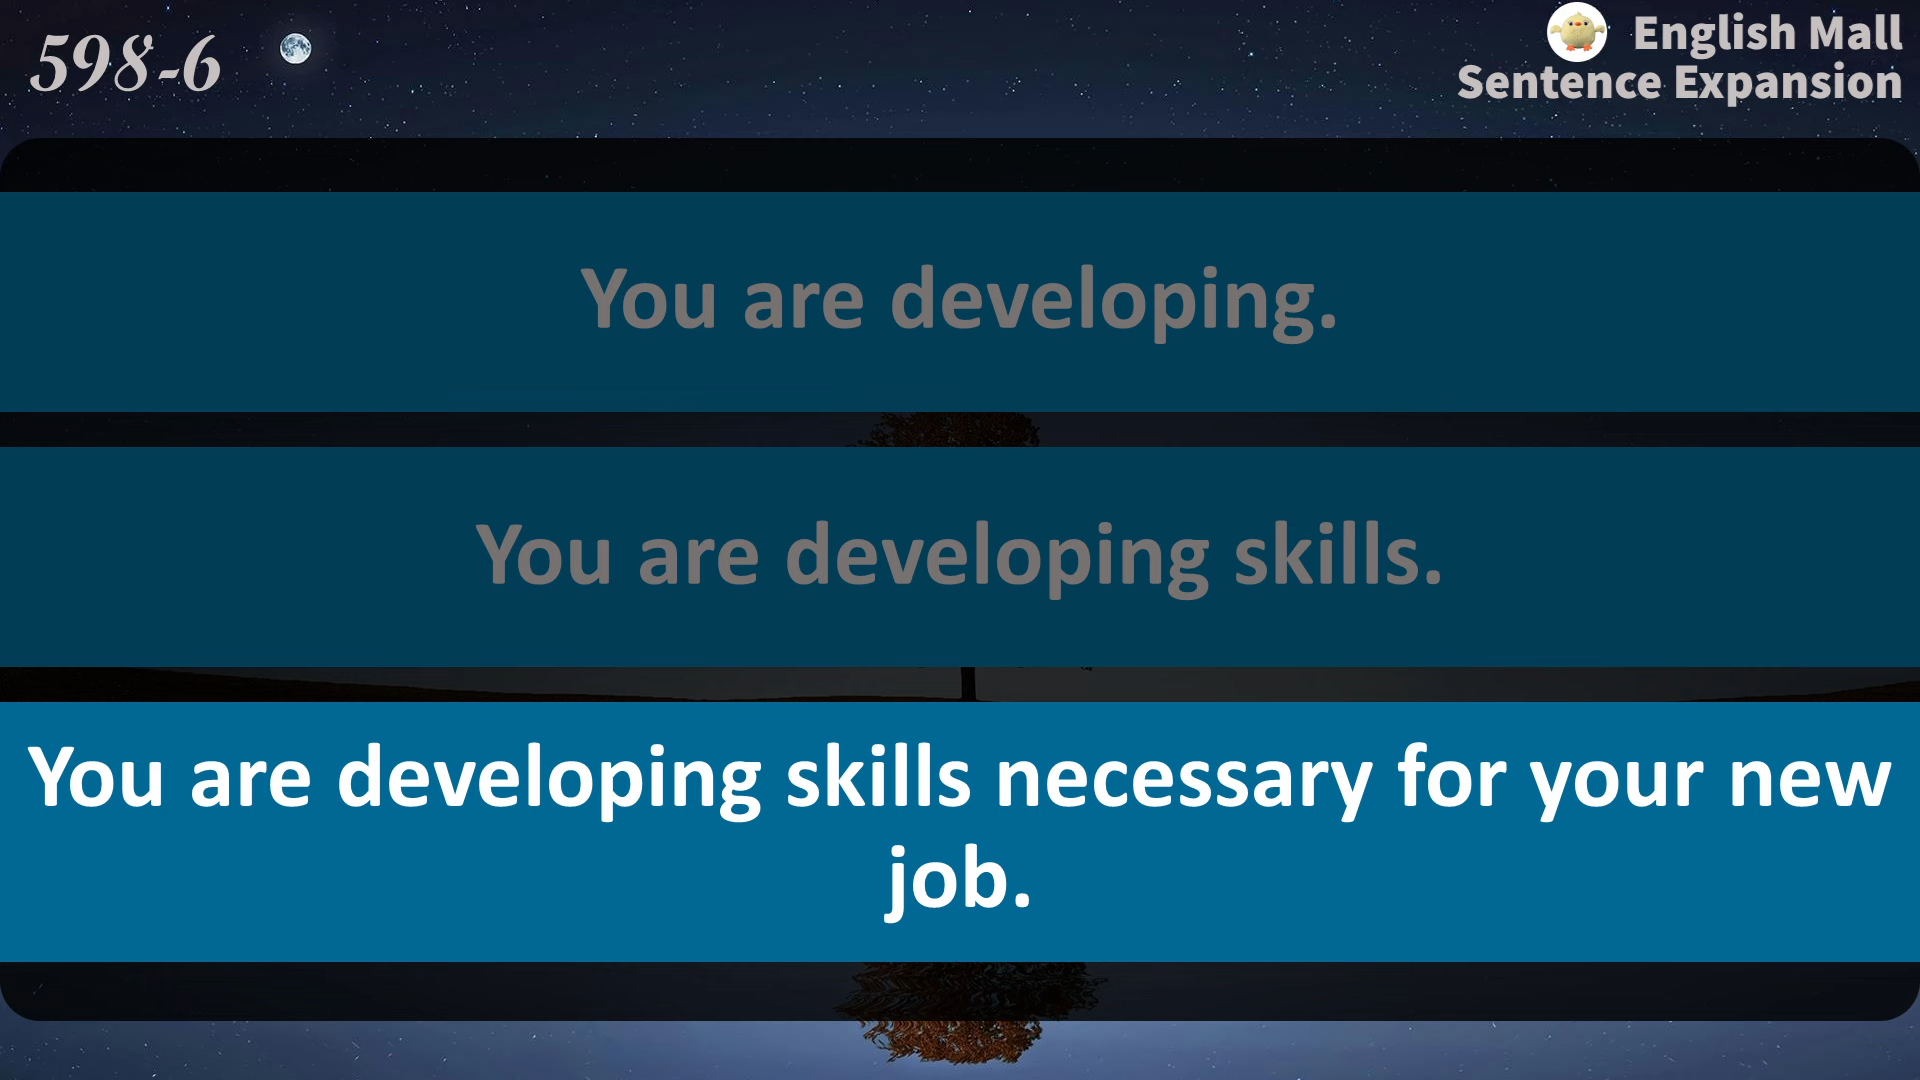 598-6
English Mall
Sentence Expansion
You are developing.
You are developing skills.
You are developing skills necessary for your new
job.